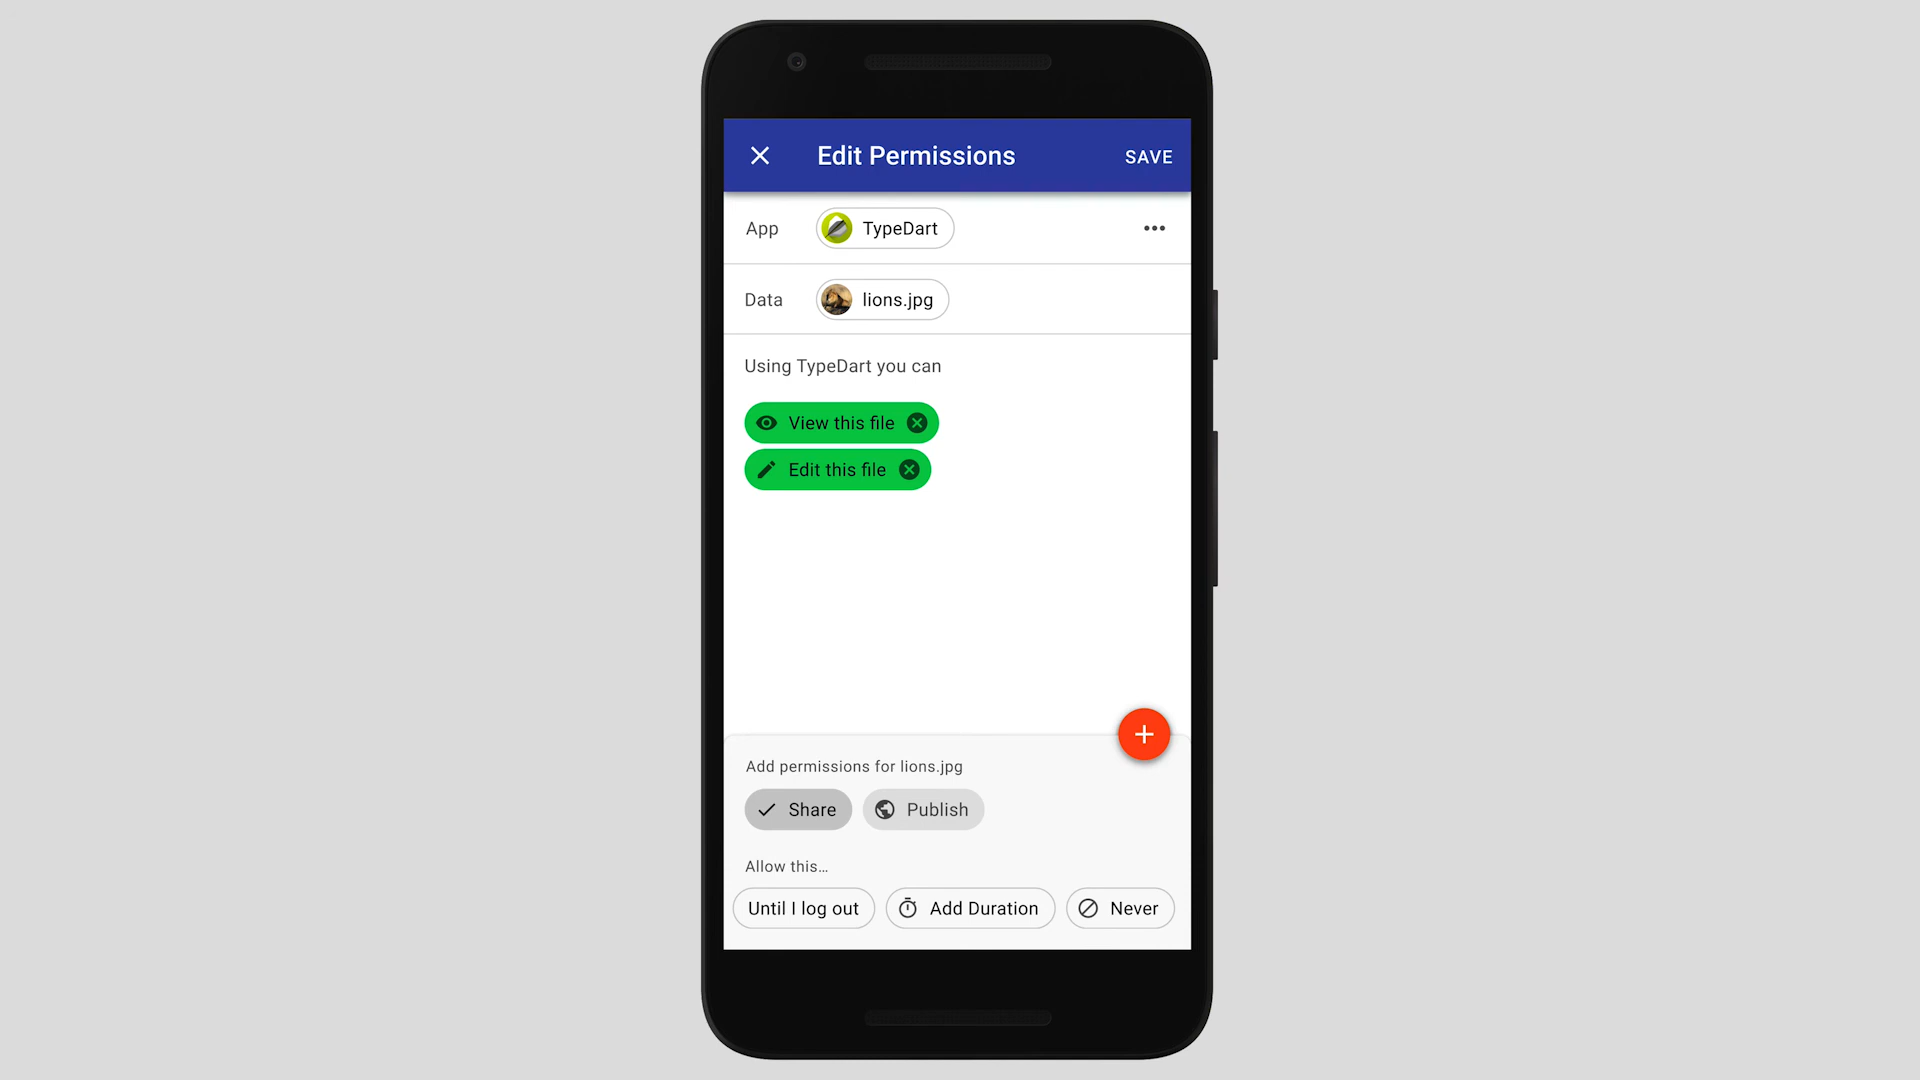 Edit Permissions SAVE
App TypeDart
Data lions.jpg
Using TypeDart you can
View this file
Edit this file
Add permissions for lions.jpg
Share Publish
Allow this…
Until I log out Add Duration Never